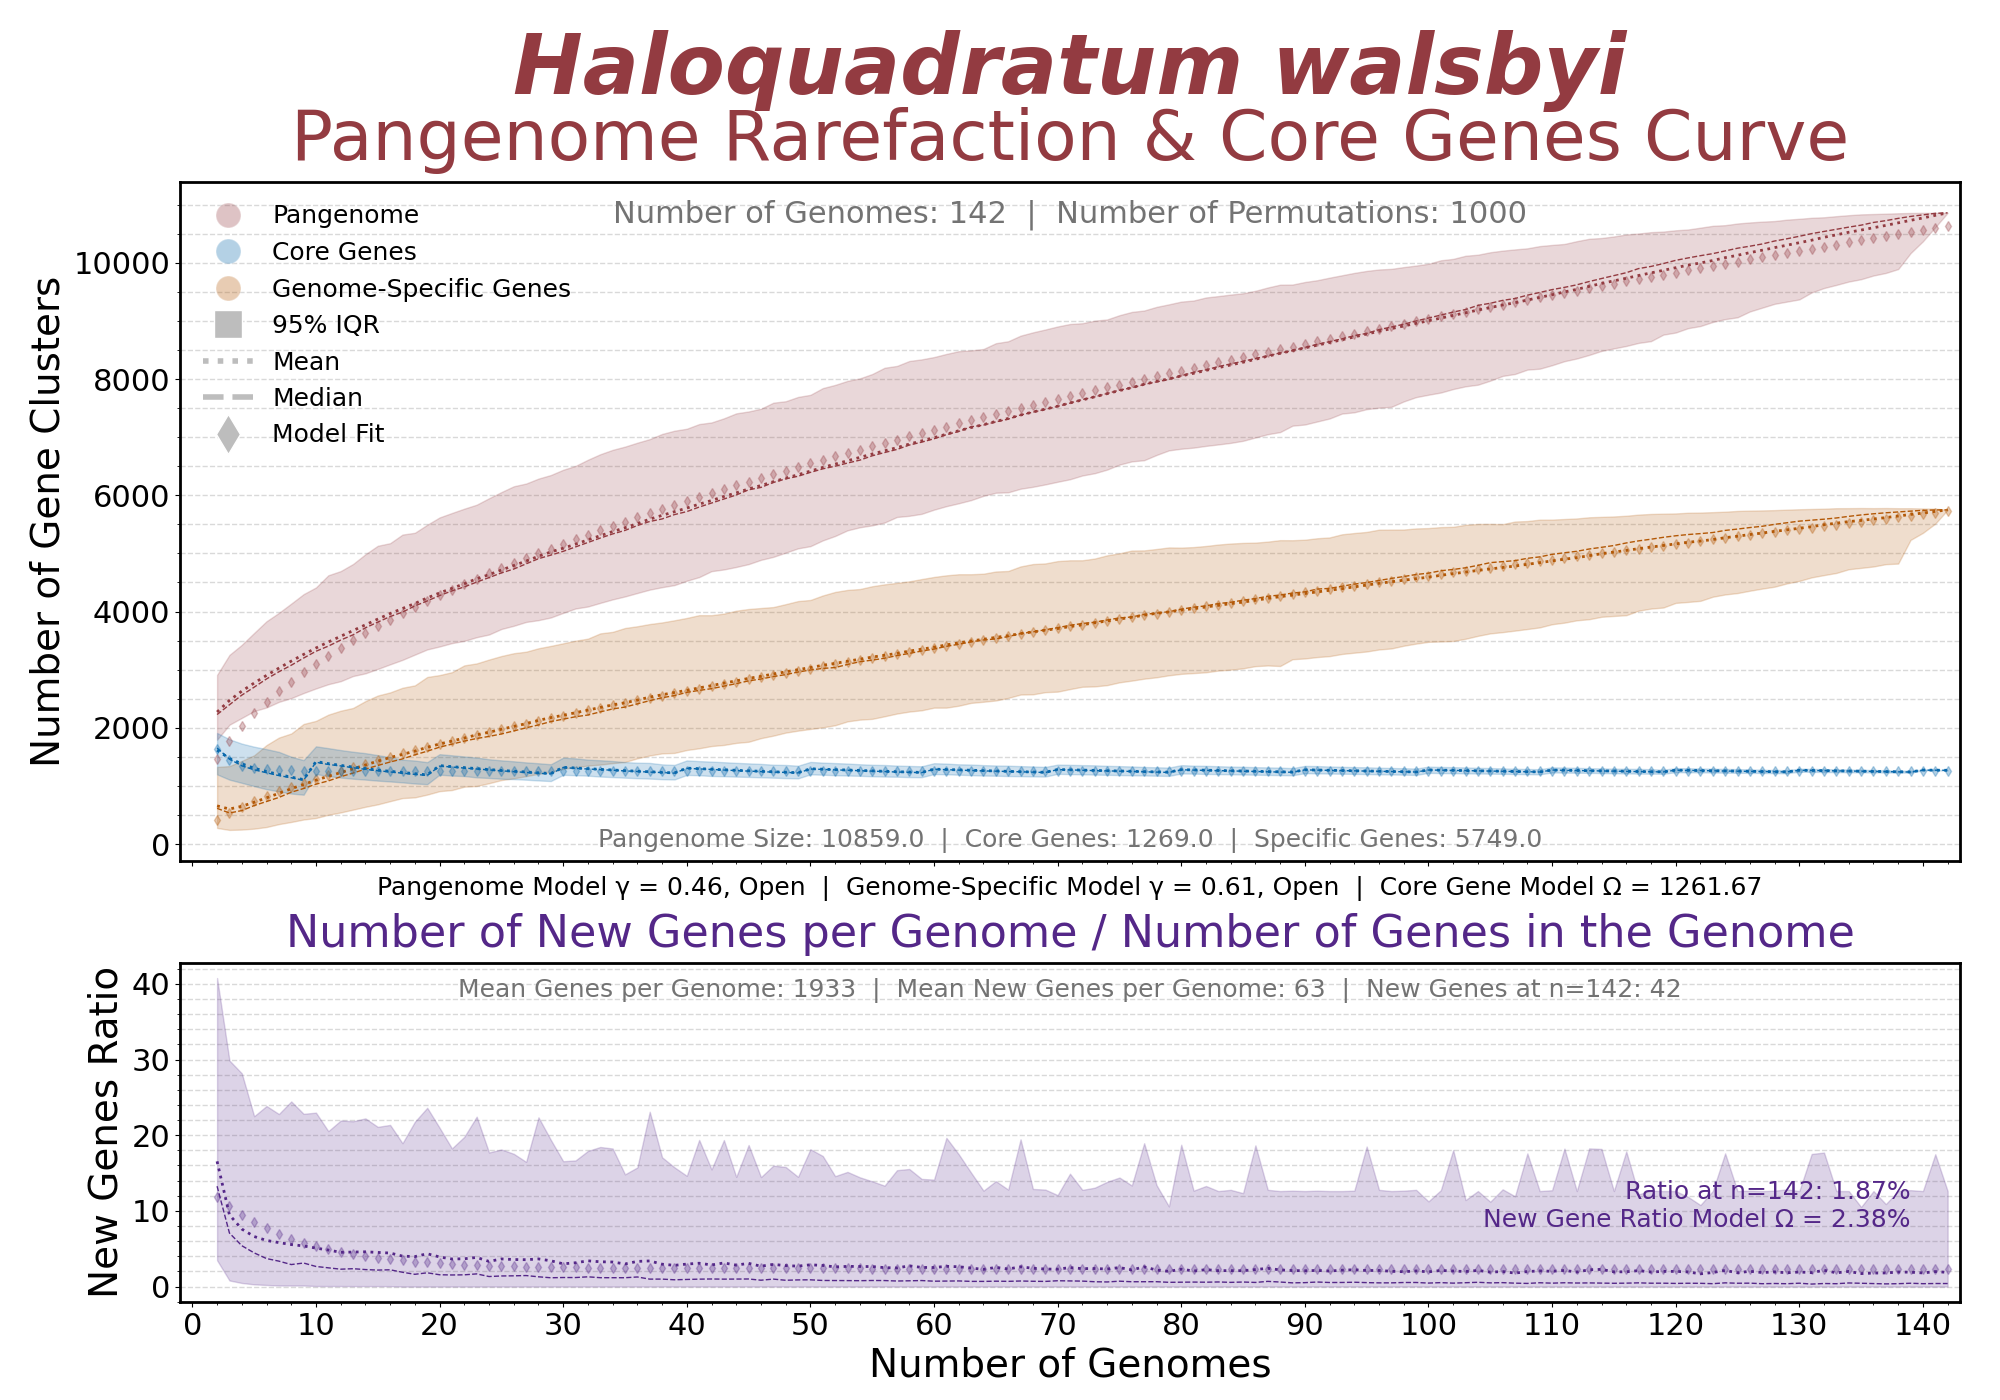 Haloquadratum walsbyi
Pangenome Rarefaction & Core Genes Curve
Number of Genomes: 142 | Number of Permutations: 1000
Pangenome
Core Genes
Genome-Specific Genes
95% IQR
Mean
Median
Model Fit
Number of Gene Clusters
10000
8000
6000
4000
2000
0
Pangenome Size: 10859.0 | Core Genes: 1269.0 | Specific Genes: 5749.0
Pangenome Model γ = 0.46, Open | Genome-Specific Model γ = 0.61, Open | Core Gene Model Ω = 1261.67
Number of New Genes per Genome / Number of Genes in the Genome
Mean Genes per Genome: 1933 | Mean New Genes per Genome: 63 | New Genes at n=142: 42
New Genes Ratio
40
30
20
10
0
Ratio at n=142: 1.87%
New Gene Ratio Model Ω = 2.38%
0 10 20 30 40 50 60 70 80 90 100 110 120 130 140
Number of Genomes